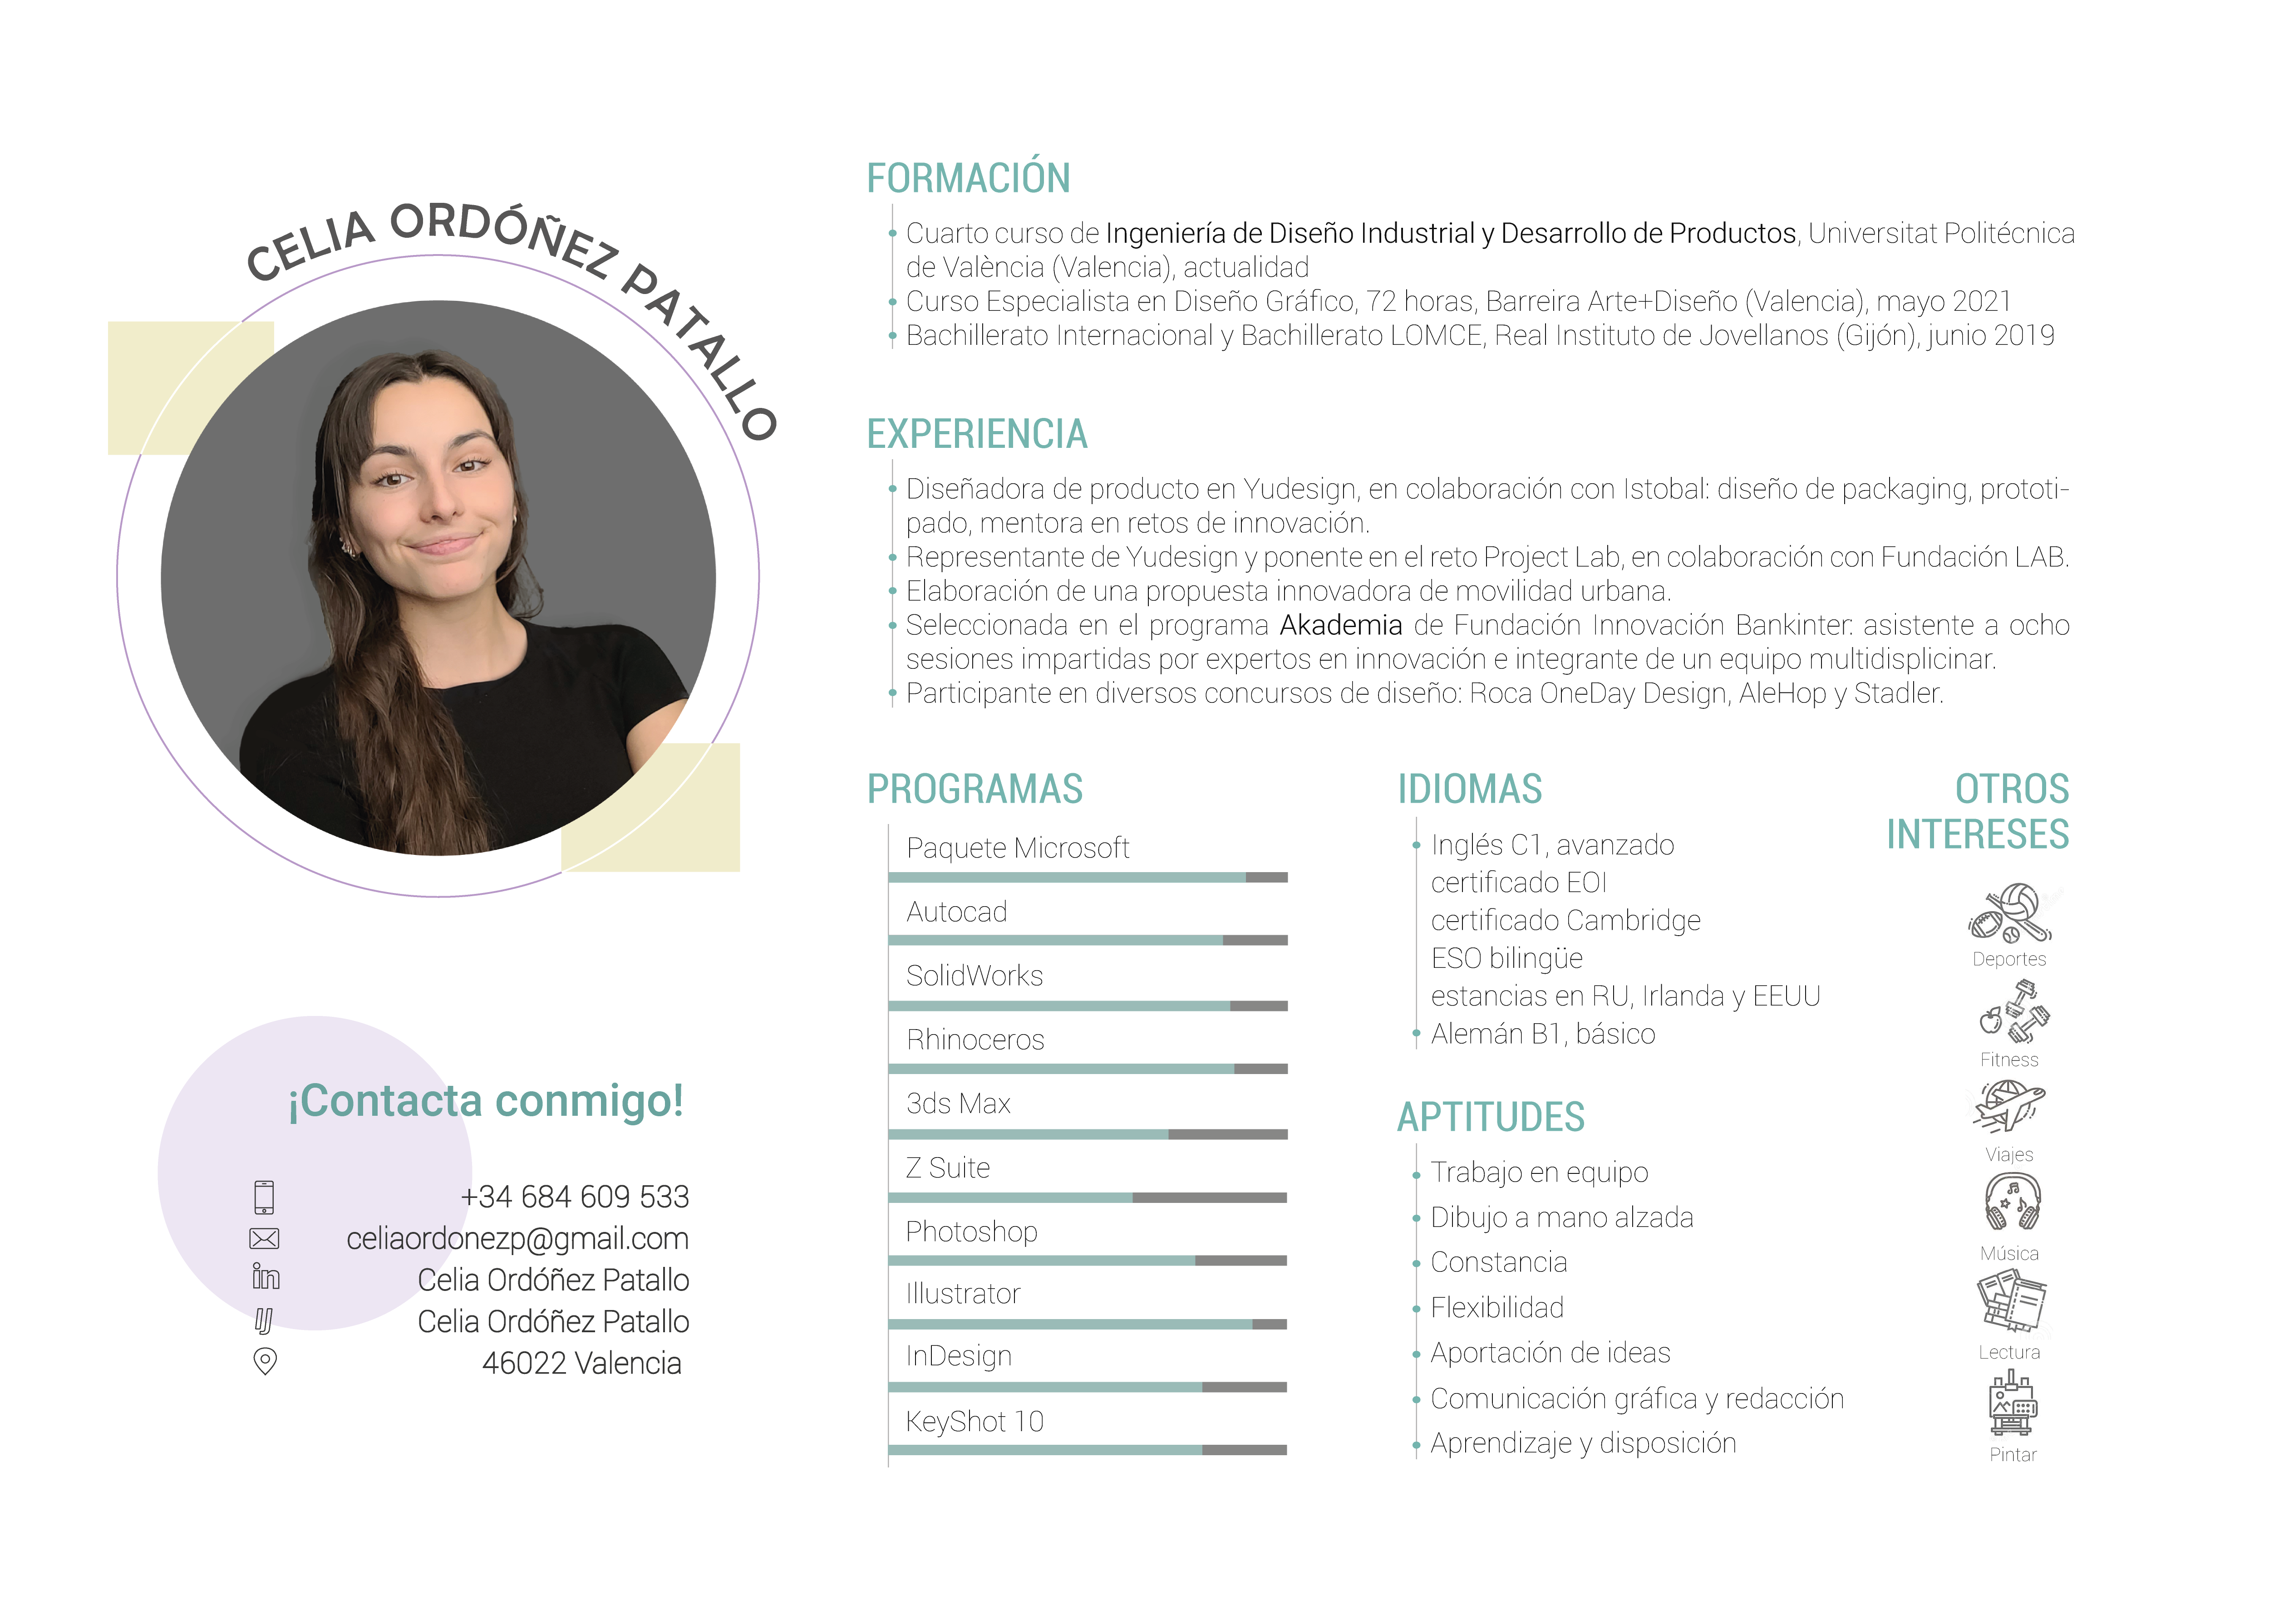 CELIA ORDÓÑEZ PATALLO
¡Contacta conmigo!
+34 684 609 533
celiaordonezp@gmail.com
in
Celia Ordóñez Patallo
Celia Ordóñez Patallo
46022 Valencia
FORMACIÓN
Cuarto curso de Ingeniería de Diseño Industrial y Desarrollo de Productos, Universitat Politécnica
de València (Valencia), actualidad
Curso Especialista en Diseño Gráfico, 72 horas, Barreira Arte+Diseño (Valencia), mayo 2021
Bachillerato Internacional y Bachillerato LOMCE, Real Instituto de Jovellanos (Gijón), junio 2019
EXPERIENCIA
Diseñadora de producto en Yudesign, en colaboración con Istobal: diseño de packaging, prototi-
pado, mentora en retos de innovación.
Representante de Yudesign y ponente en el reto Project Lab, en colaboración con Fundación LAB.
Elaboración de una propuesta innovadora de movilidad urbana.
Seleccionada en el programa Akademia de Fundación Innovación Bankinter: asistente a ocho
sesiones impartidas por expertos en innovación e integrante de un equipo multidisplicinar.
Participante en diversos concursos de diseño: Roca OneDay Design, AleHop y Stadler.
PROGRAMAS
Paquete Microsoft
Autocad
SolidWorks
Rhinoceros
3ds Max
Z Suite
Photoshop
Illustrator
InDesign
KeyShot 10
IDIOMAS
Inglés C1, avanzado
certificado EOI
certificado Cambridge
ESO bilingüe
estancias en RU, Irlanda y EEUU
Alemán B1, básico
APTITUDES
Trabajo en equipo
Dibujo a mano alzada
Constancia
Flexibilidad
Aportación de ideas
Comunicación gráfica y redacción
Aprendizaje y disposición
OTROS
INTERESES
Deportes
Fitness
Viajes
Música
Lectura
Pintar